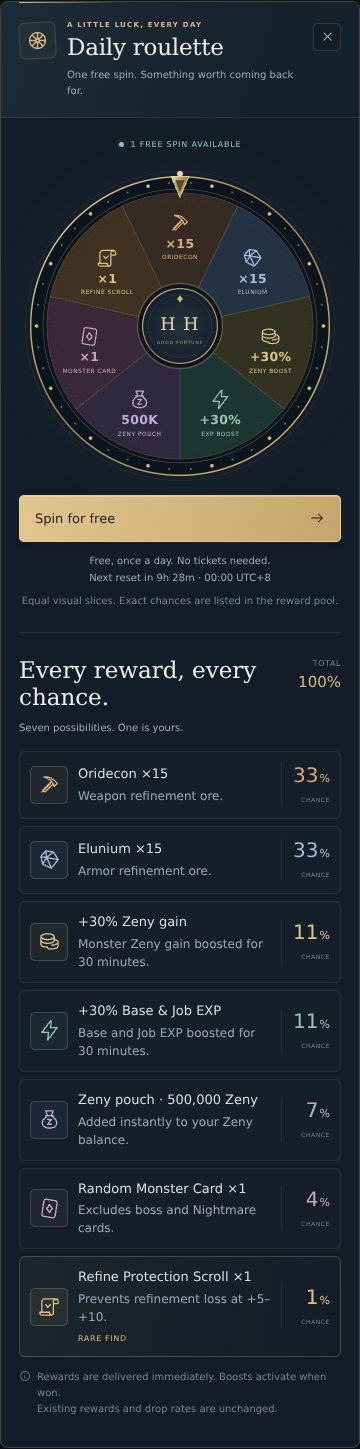 A LITTLE LUCK, EVERY DAY
Daily roulette
One free spin. Something worth coming back
for.
1 FREE SPIN AVAILABLE
×15
ORIDECON
×1
REFINE SCROLL
×15
ELUNIUM
H H
GOOD FORTUNE
×1
MONSTER CARD
+30%
ZENY BOOST
500K
ZENY POUCH
+30%
EXP BOOST
Spin for free
Free, once a day. No tickets needed.
Next reset in 9h 28m · 00:00 UTC+8
Equal visual slices. Exact chances are listed in the reward pool.
Every reward, every
chance.
TOTAL
100%
Seven possibilities. One is yours.
Oridecon ×15
Weapon refinement ore.
33%
CHANCE
Elunium ×15
Armor refinement ore.
33%
CHANCE
+30% Zeny gain
Monster Zeny gain boosted for
30 minutes.
11%
CHANCE
+30% Base & Job EXP
Base and Job EXP boosted for
30 minutes.
11%
CHANCE
Z
Zeny pouch · 500,000 Zeny
Added instantly to your Zeny
balance.
7%
CHANCE
Random Monster Card ×1
Excludes boss and Nightmare
cards.
4%
CHANCE
Refine Protection Scroll ×1
Prevents refinement loss at +5–
+10.
RARE FIND
1%
CHANCE
Rewards are delivered immediately. Boosts activate when
won.
Existing rewards and drop rates are unchanged.